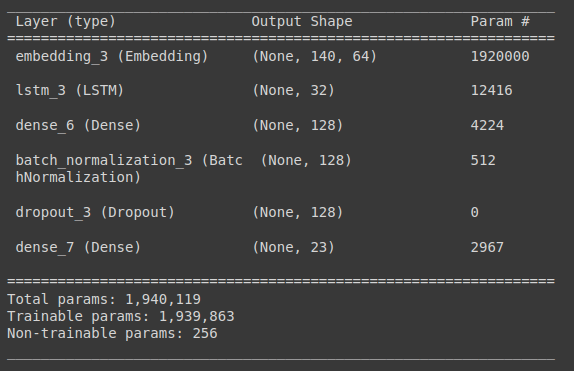 Layer (type) Output Shape Param #
=================================================================
embedding_3 (Embedding) (None, 140, 64) 1920000
lstm_3 (LSTM) (None, 32) 12416
dense_6 (Dense) (None, 128) 4224
batch_normalization_3 (Batc (None, 128) 512
hNormalization)
dropout_3 (Dropout) (None, 128) 0
dense_7 (Dense) (None, 23) 2967
=================================================================
Total params: 1,940,119
Trainable params: 1,939,863
Non-trainable params: 256